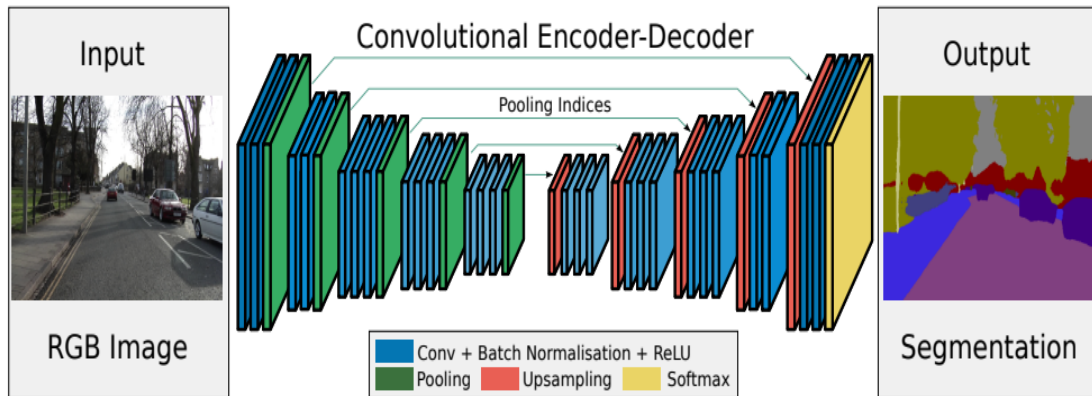 Input
RGB Image
Convolutional Encoder-Decoder
Pooling Indices
Conv + Batch Normalisation + ReLU
Pooling Upsampling Softmax
Output
Segmentation